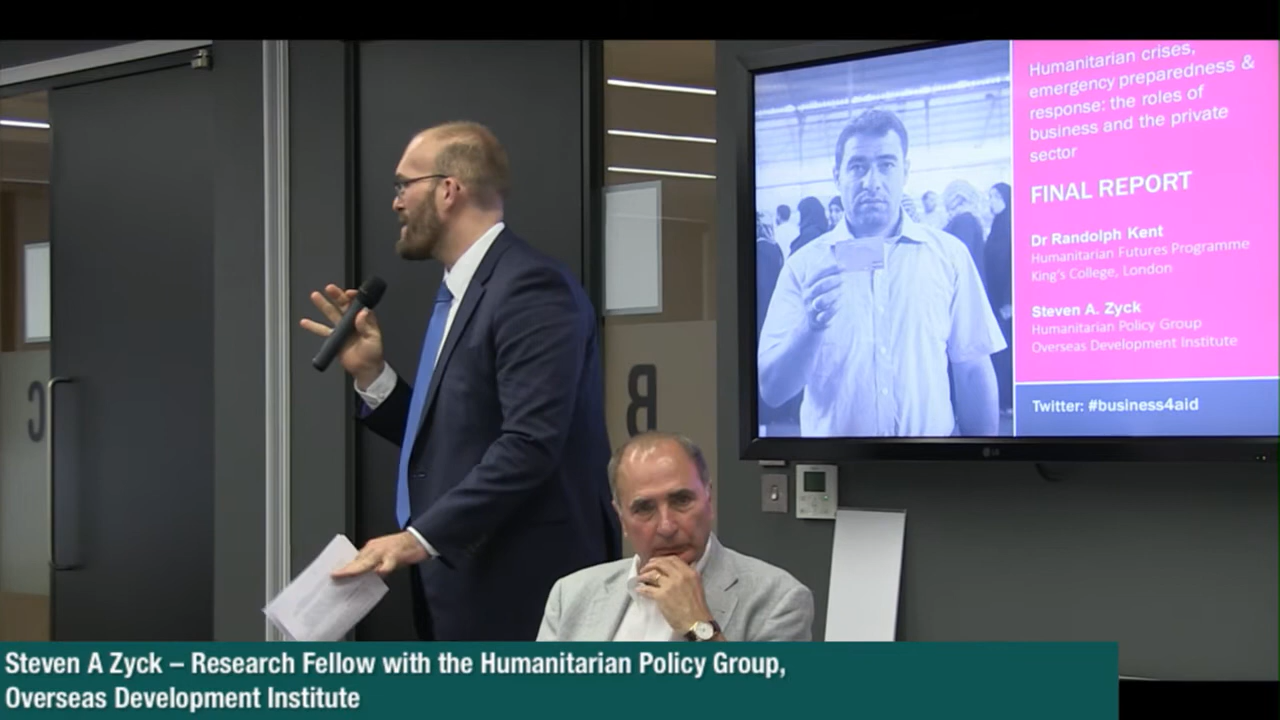 Humanitarian crises,
emergency preparedness &
response: the roles of
business and the private
sector
FINAL REPORT
Dr Randolph Kent
Humanitarian Futures Programme
King's College, London
Steven A. Zyck
Humanitarian Policy Group
Overseas Development Institute
Twitter: #business4aid
LG
C
B
Steven A Zyck – Research Fellow with the Humanitarian Policy Group,
Overseas Development Institute